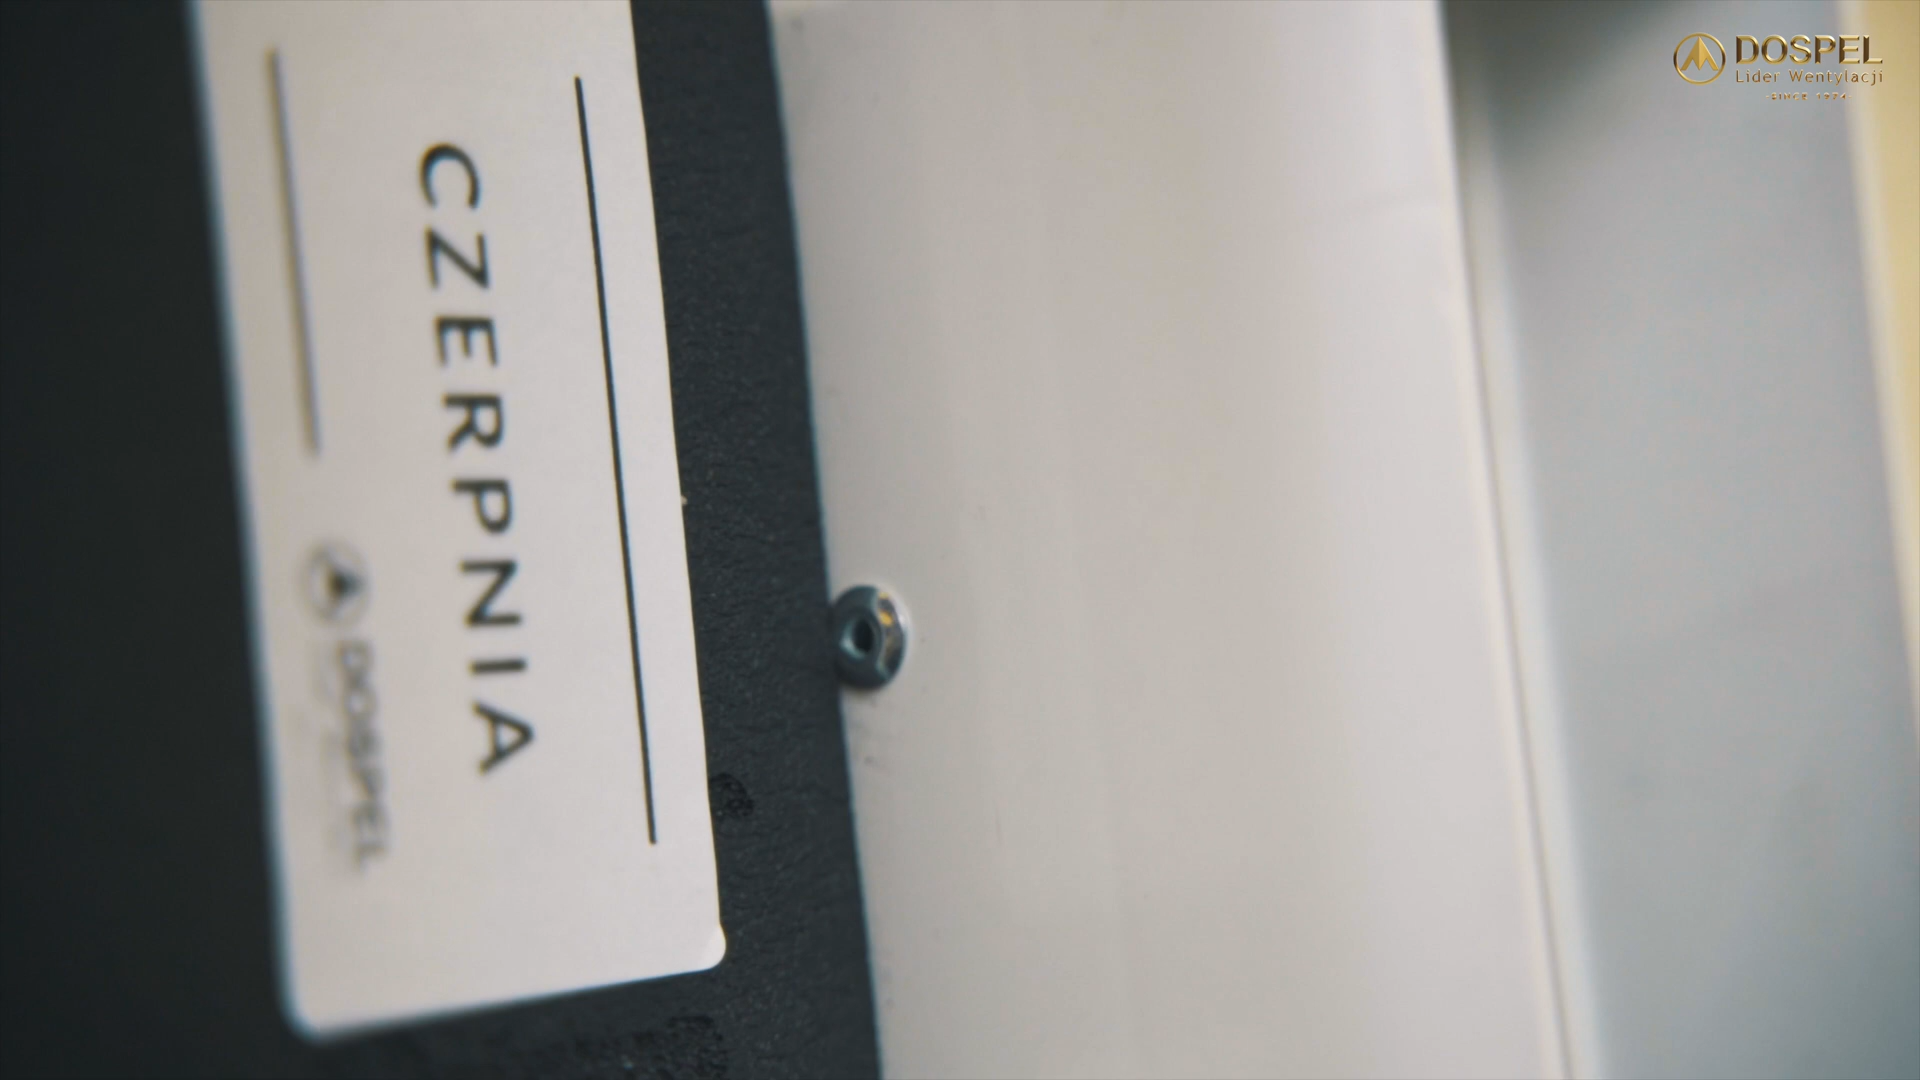 CZERPNIA
DOSPEL
DOSPEL
Lider Wentylacji